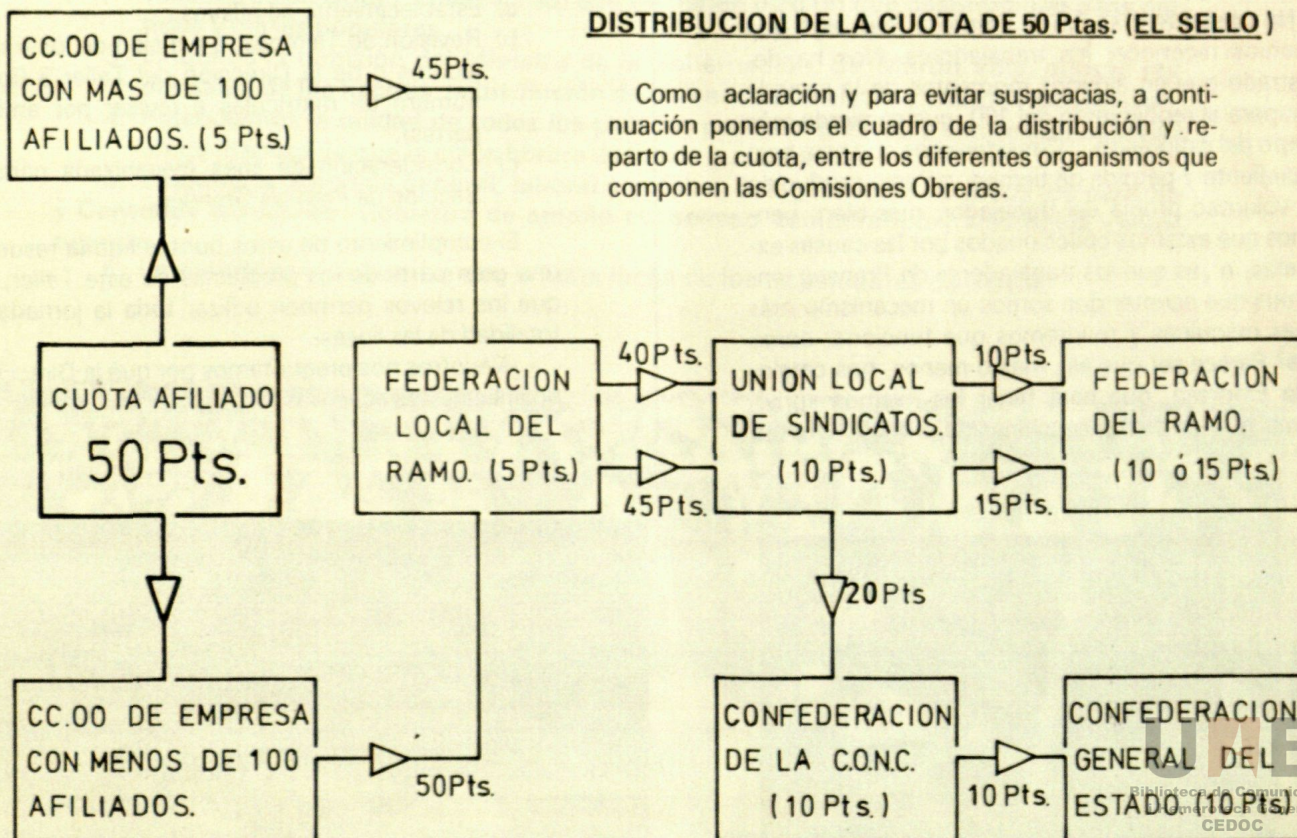 DISTRIBUCION DE LA CUOTA DE 50 Ptas. (EL SELLO)
Como aclaración y para evitar suspicacias, a conti-
nuación ponemos el cuadro de la distribución y re-
parto de la cuota, entre los diferentes organismos que
componen las Comisiones Obreras.
CC.OO DE EMPRESA
CON MAS DE 100
AFILIADOS. (5 Pts.)
45Pts.
CUOTA AFILIADO
50 Pts.
FEDERACION
LOCAL DEL
RAMO. (5 Pts.)
40Pts.
45Pts.
UNION LOCAL
DE SINDICATOS.
(10 Pts.)
10Pts.
15Pts.
FEDERACION
DEL RAMO.
(10 ó 15 Pts.)
20Pts
CC.OO DE EMPRESA
CON MENOS DE 100
AFILIADOS.
50Pts.
CONFEDERACION
DE LA C.O.N.C.
(10 Pts.)
10Pts.
CONFEDERACION
GENERAL DEL
ESTADO. (10 Pts)
CEDOC